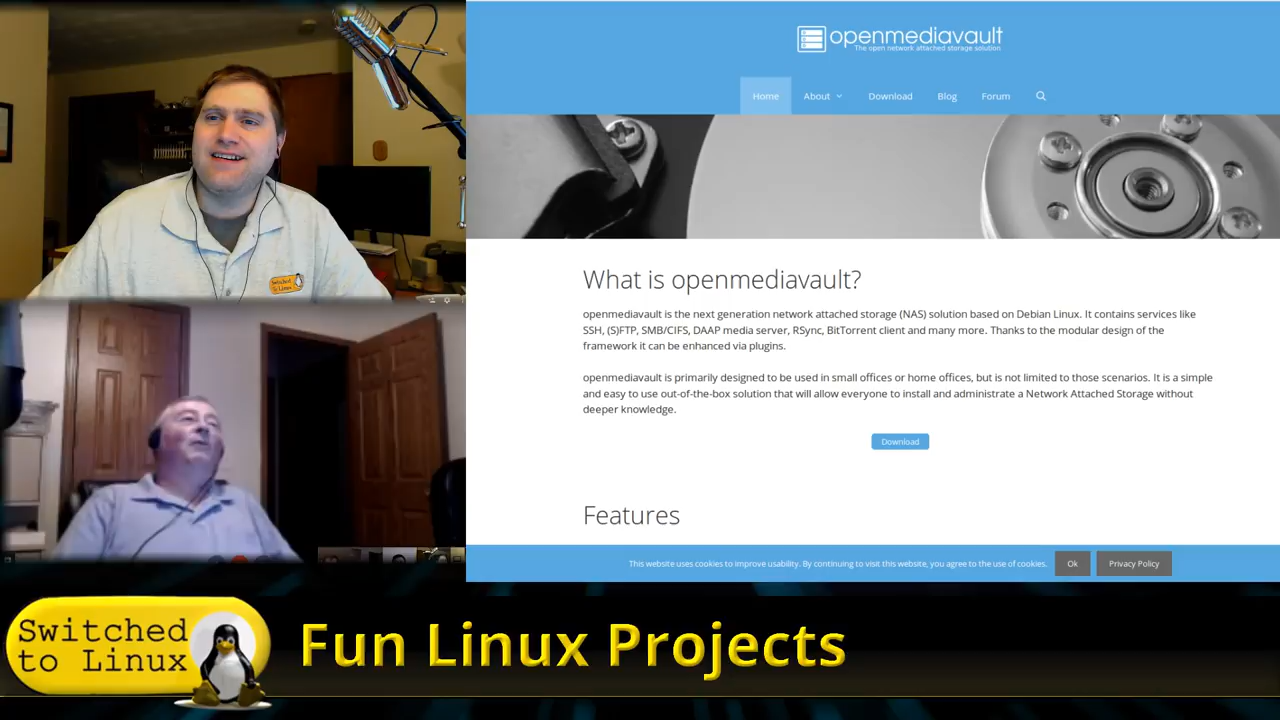 openmediavault
The open network attached storage solution
Home About Download Blog Forum
What is openmediavault?
openmediavault is the next generation network attached storage (NAS) solution based on Debian Linux. It contains services like
SSH, (S)FTP, SMB/CIFS, DAAP media server, RSync, BitTorrent client and many more. Thanks to the modular design of the
framework it can be enhanced via plugins.
openmediavault is primarily designed to be used in small offices or home offices, but is not limited to those scenarios. It is a simple
and easy to use out-of-the-box solution that will allow everyone to install and administrate a Network Attached Storage without
deeper knowledge.
Download
Features
This website uses cookies to improve usability. By continuing to visit this website, you agree to the use of cookies. Ok Privacy Policy
Switched
to Linux
Switched
to Linux
Fun Linux Projects